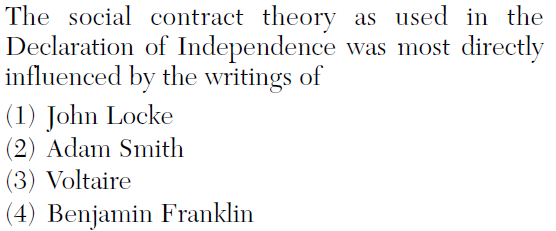 The social contract theory as used in the
Declaration of Independence was most directly
influenced by the writings of
(1) John Locke
(2) Adam Smith
(3) Voltaire
(4) Benjamin Franklin